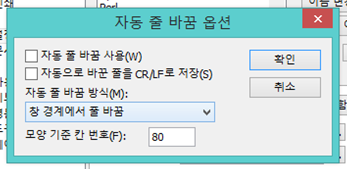 Perl
자동 줄 바꿈 옵션
자동 줄 바꿈 사용(W)
자동으로 바꾼 줄을 CR/LF로 저장(S)
자동 줄 바꿈 방식(M):
창 경계에서 줄 바꿈
모양 기준 칸 번호(F): 80
확인
취소